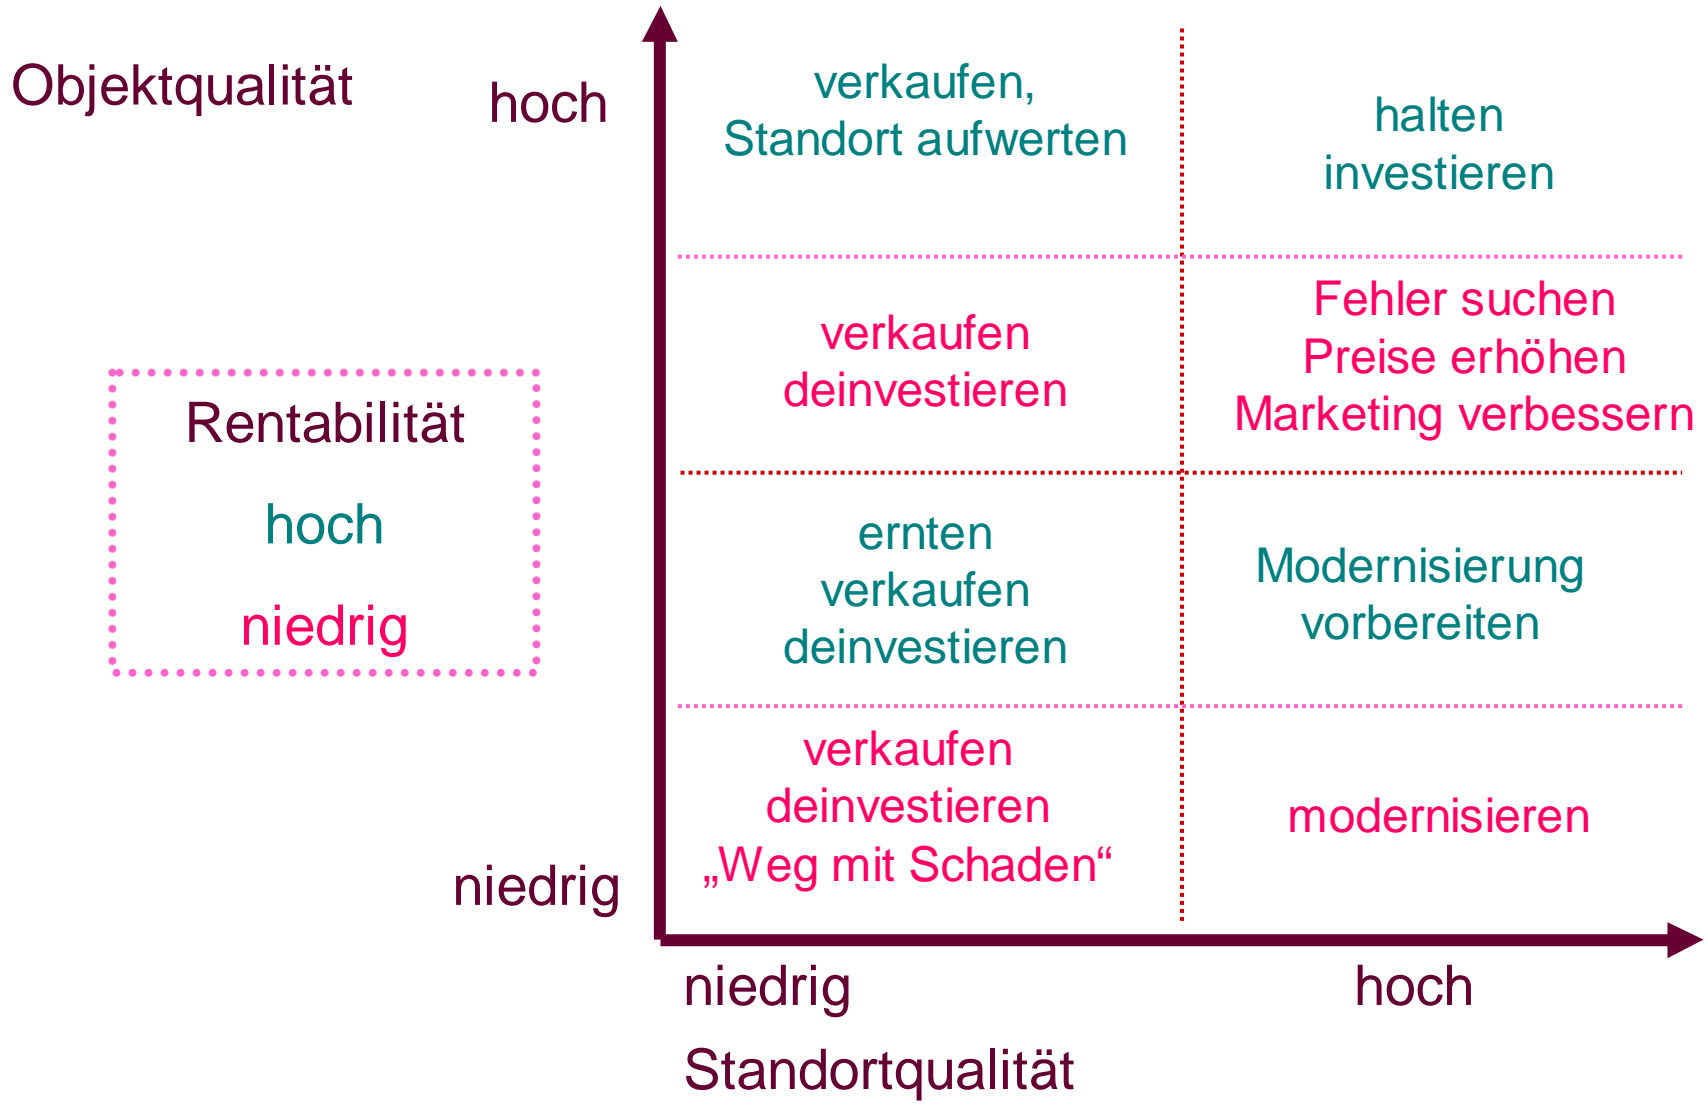 Objektqualität
hoch
verkaufen,
Standort aufwerten
halten
investieren
verkaufen
deinvestieren
Fehler suchen
Preise erhöhen
Marketing verbessern
Rentabilität
hoch
niedrig
ernten
verkaufen
deinvestieren
Modernisierung
vorbereiten
verkaufen
deinvestieren
„Weg mit Schaden“
modernisieren
niedrig
niedrig
hoch
Standortqualität